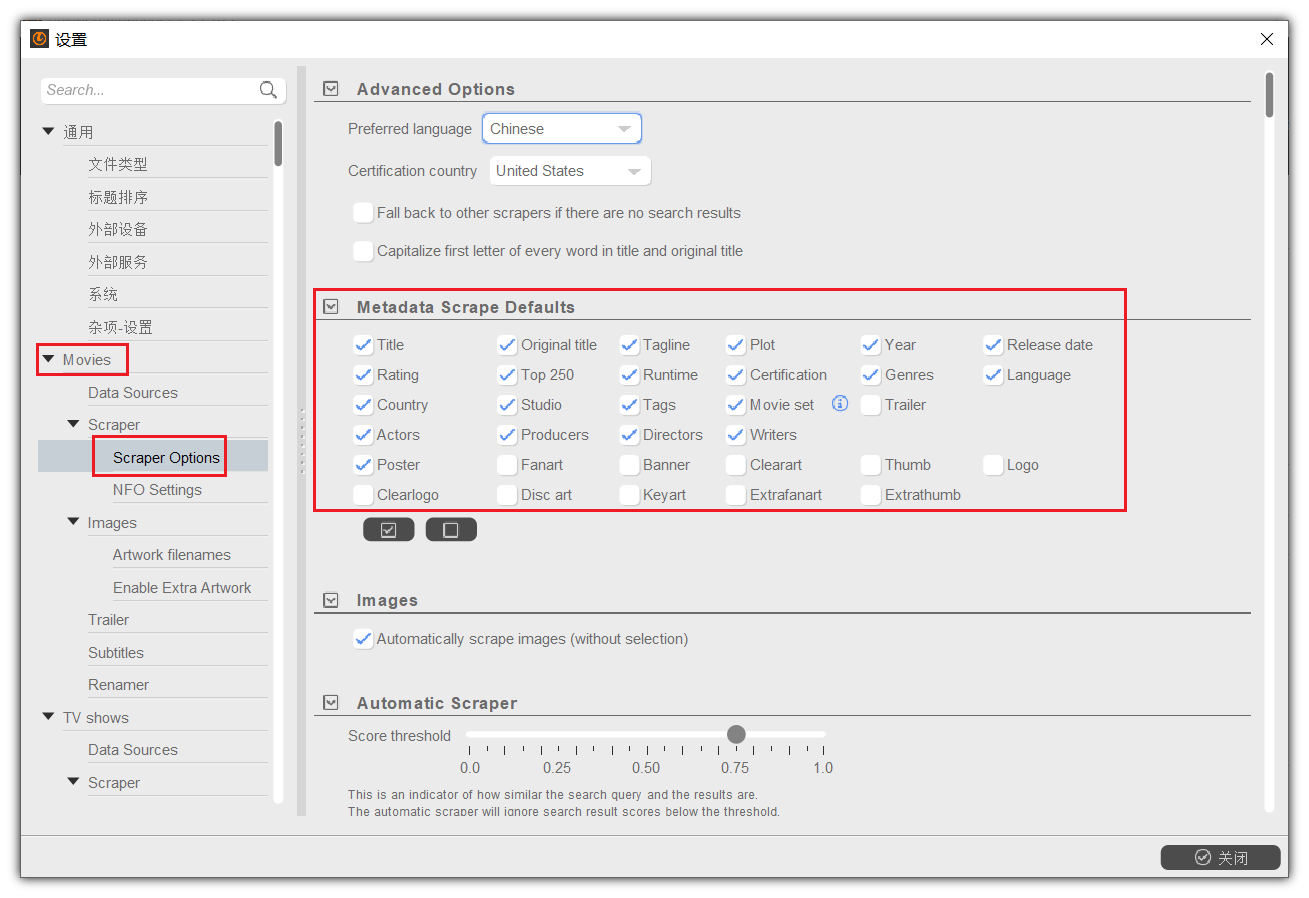 设置
Search...
通用
文件类型
标题排序
外部设备
外部服务
系统
杂项-设置
Movies
Data Sources
Scraper
Scraper Options
NFO Settings
Images
Artwork filenames
Enable Extra Artwork
Trailer
Subtitles
Renamer
TV shows
Data Sources
Scraper
Advanced Options
Preferred language Chinese
Certification country United States
Fall back to other scrapers if there are no search results
Capitalize first letter of every word in title and original title
Metadata Scrape Defaults
Title Original title Tagline Plot Year Release date
Rating Top 250 Runtime Certification Genres Language
Country Studio Tags Movie set Trailer
Actors Producers Directors Writers
Poster Fanart Banner Clearart Thumb Logo
Clearlogo Disc art Keyart Extrafanart Extrathumb
Images
Automatically scrape images (without selection)
Automatic Scraper
Score threshold
0.0 0.25 0.50 0.75 1.0
This is an indicator of how similar the search query and the results are.
The automatic scraper will ignore search result scores below the threshold.
关闭